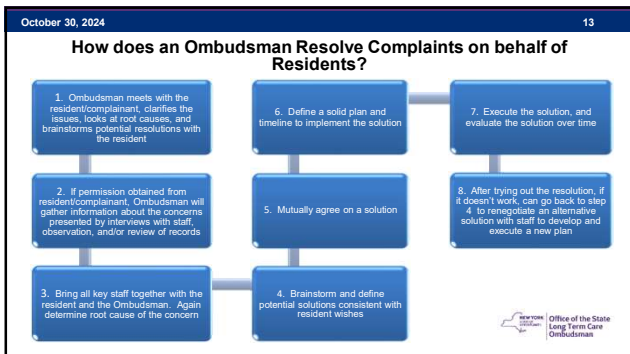 October 30, 2024
13
How does an Ombudsman Resolve Complaints on behalf of
Residents?
1. Ombudsman meets with the
resident/complainant, clarifies the
issues, looks at root causes, and
brainstorms potential resolutions with
the resident
2. If permission obtained from
resident/complainant, Ombudsman will
gather information about the concerns
presented by interviews with staff,
observation, and/or review of records
3. Bring all key staff together with the
resident and the Ombudsman. Again
determine root cause of the concern
4. Brainstorm and define
potential solutions consistent with
resident wishes
5. Mutually agree on a solution
6. Define a solid plan and
timeline to implement the solution
7. Execute the solution, and
evaluate the solution over time
8. After trying out the resolution, if
it doesn't work, can go back to step
4 to renegotiate an alternative
solution with staff to develop and
execute a new plan
NEW YORK
Office of the State
Long Term Care
Ombudsman